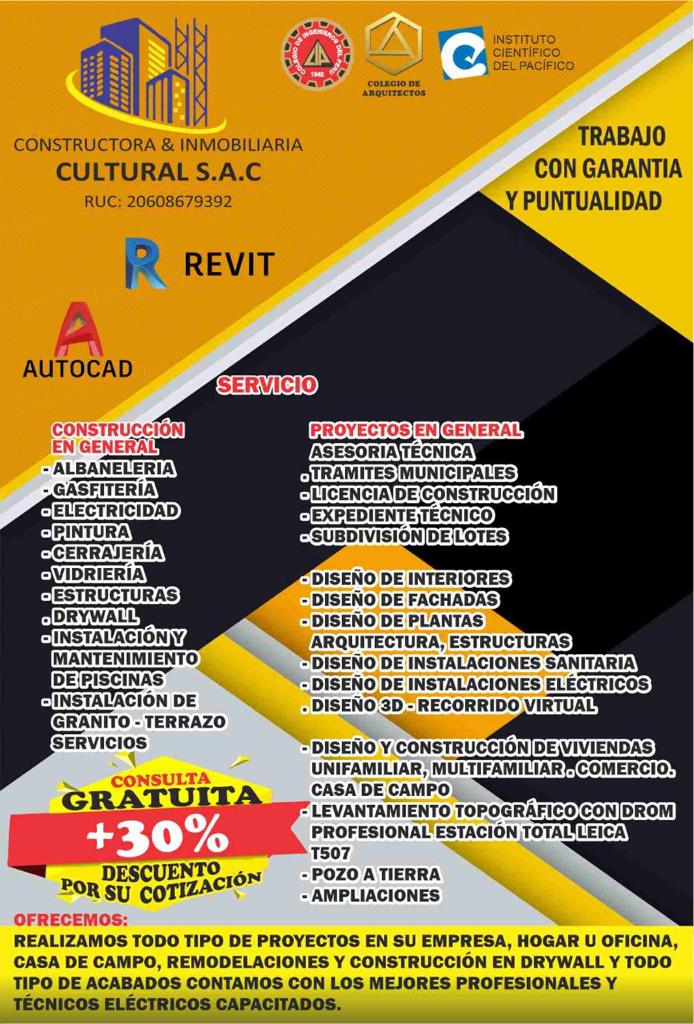 COLEGIO DE INGENIEROS DEL PERU
1962
COLEGIO DE
ARQUITECTOS
INSTITUTO
CIENTÍFICO
DEL PACÍFICO
CONSTRUCTORA & INMOBILIARIA
CULTURAL S.A.C
RUC: 20608679392
TRABAJO
CON GARANTIA
Y PUNTUALIDAD
REVIT
AUTOCAD
SERVICIO
CONSTRUCCIÓN
EN GENERAL
- ALBANELERIA
- GASFITERÍA
- ELECTRICIDAD
- PINTURA
- CERRAJERÍA
- VIDRIERÍA
- ESTRUCTURAS
. DRYWALL
- INSTALACIÓN Y
MANTENIMIENTO
DE PISCINAS
- INSTALACIÓN DE
GRANITO - TERRAZO
SERVICIOS
PROYECTOS EN GENERAL
ASESORIA TÉCNICA
. TRAMITES MUNICIPALES
- LICENCIA DE CONSTRUCCIÓN
- EXPEDIENTE TÉCNICO
- SUBDIVISIÓN DE LOTES
- DISEÑO DE INTERIORES
- DISEÑO DE FACHADAS
- DISEÑO DE PLANTAS
ARQUITECTURA, ESTRUCTURAS
- DISEÑO DE INSTALACIONES SANITARIA
- DISEÑO DE INSTALACIONES ELÉCTRICOS
. DISEÑO 3D - RECORRIDO VIRTUAL
- DISEÑO Y CONSTRUCCIÓN DE VIVIENDAS
UNIFAMILIAR, MULTIFAMILIAR . COMERCIO.
CASA DE CAMPO
- LEVANTAMIENTO TOPOGRÁFICO CON DROM
PROFESIONAL ESTACIÓN TOTAL LEICA
T507
- POZO A TIERRA
- AMPLIACIONES
CONSULTA
GRATUITA
+30%
DESCUENTO
POR SU COTIZACIÓN
OFRECEMOS:
REALIZAMOS TODO TIPO DE PROYECTOS EN SU EMPRESA, HOGAR U OFICINA,
CASA DE CAMPO, REMODELACIONES Y CONSTRUCCIÓN EN DRYWALL Y TODO
TIPO DE ACABADOS CONTAMOS CON LOS MEJORES PROFESIONALES Y
TÉCNICOS ELÉCTRICOS CAPACITADOS.